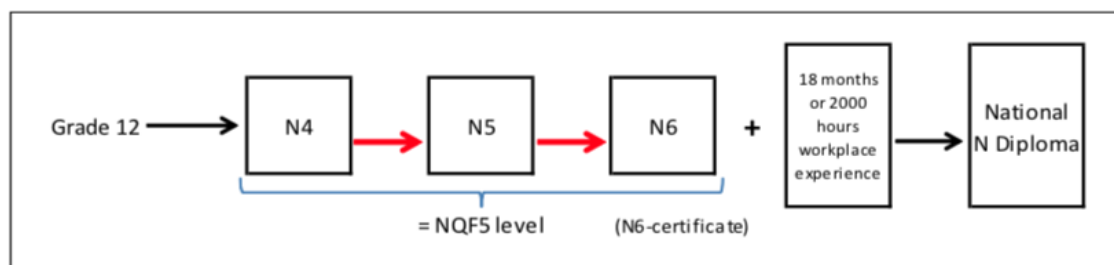 Grade 12
N4
N5
N6
+
18 months
or 2000
hours
workplace
experience
National
N Diploma
= NQF5 level
(N6-certificate)